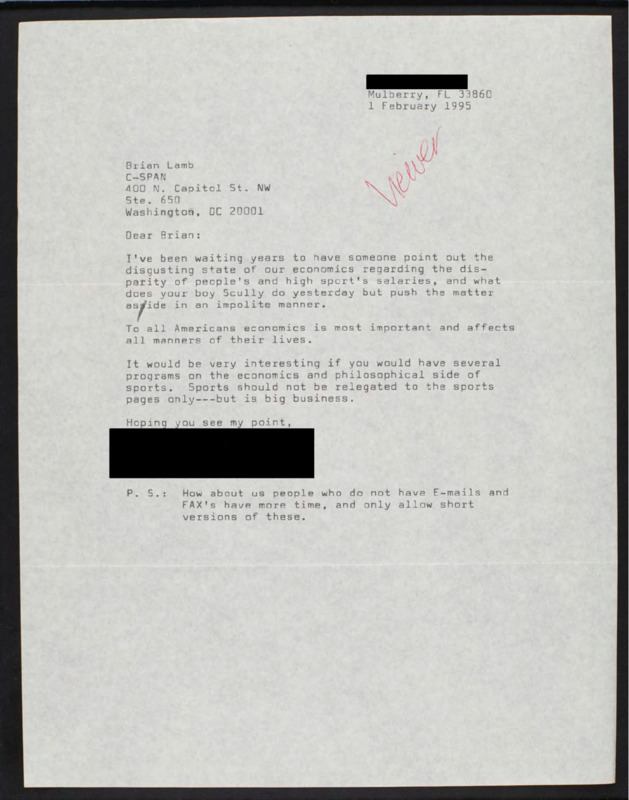 Mulberry, FL 33860
1 February 1995
Viewer
Brian Lamb
C-SPAN
400 N. Capitol St. NW
Ste. 650
Washington, DC 20001
Dear Brian:
I've been waiting years to have someone point out the
disgusting state of our economics regarding the dis-
parity of people's and high sport's salaries, and what
does your boy Scully do yesterday but push the matter
as/ide in an impolite manner.
To all Americans economics is most important and affects
all manners of their lives.
It would be very interesting if you would have several
programs on the economics and philosophical side of
sports. Sports should not be relegated to the sports
pages only---but is big business.
Hoping you see my point,
P. S.: How about us people who do not have E-mails and
FAX's have more time, and only allow short
versions of these.